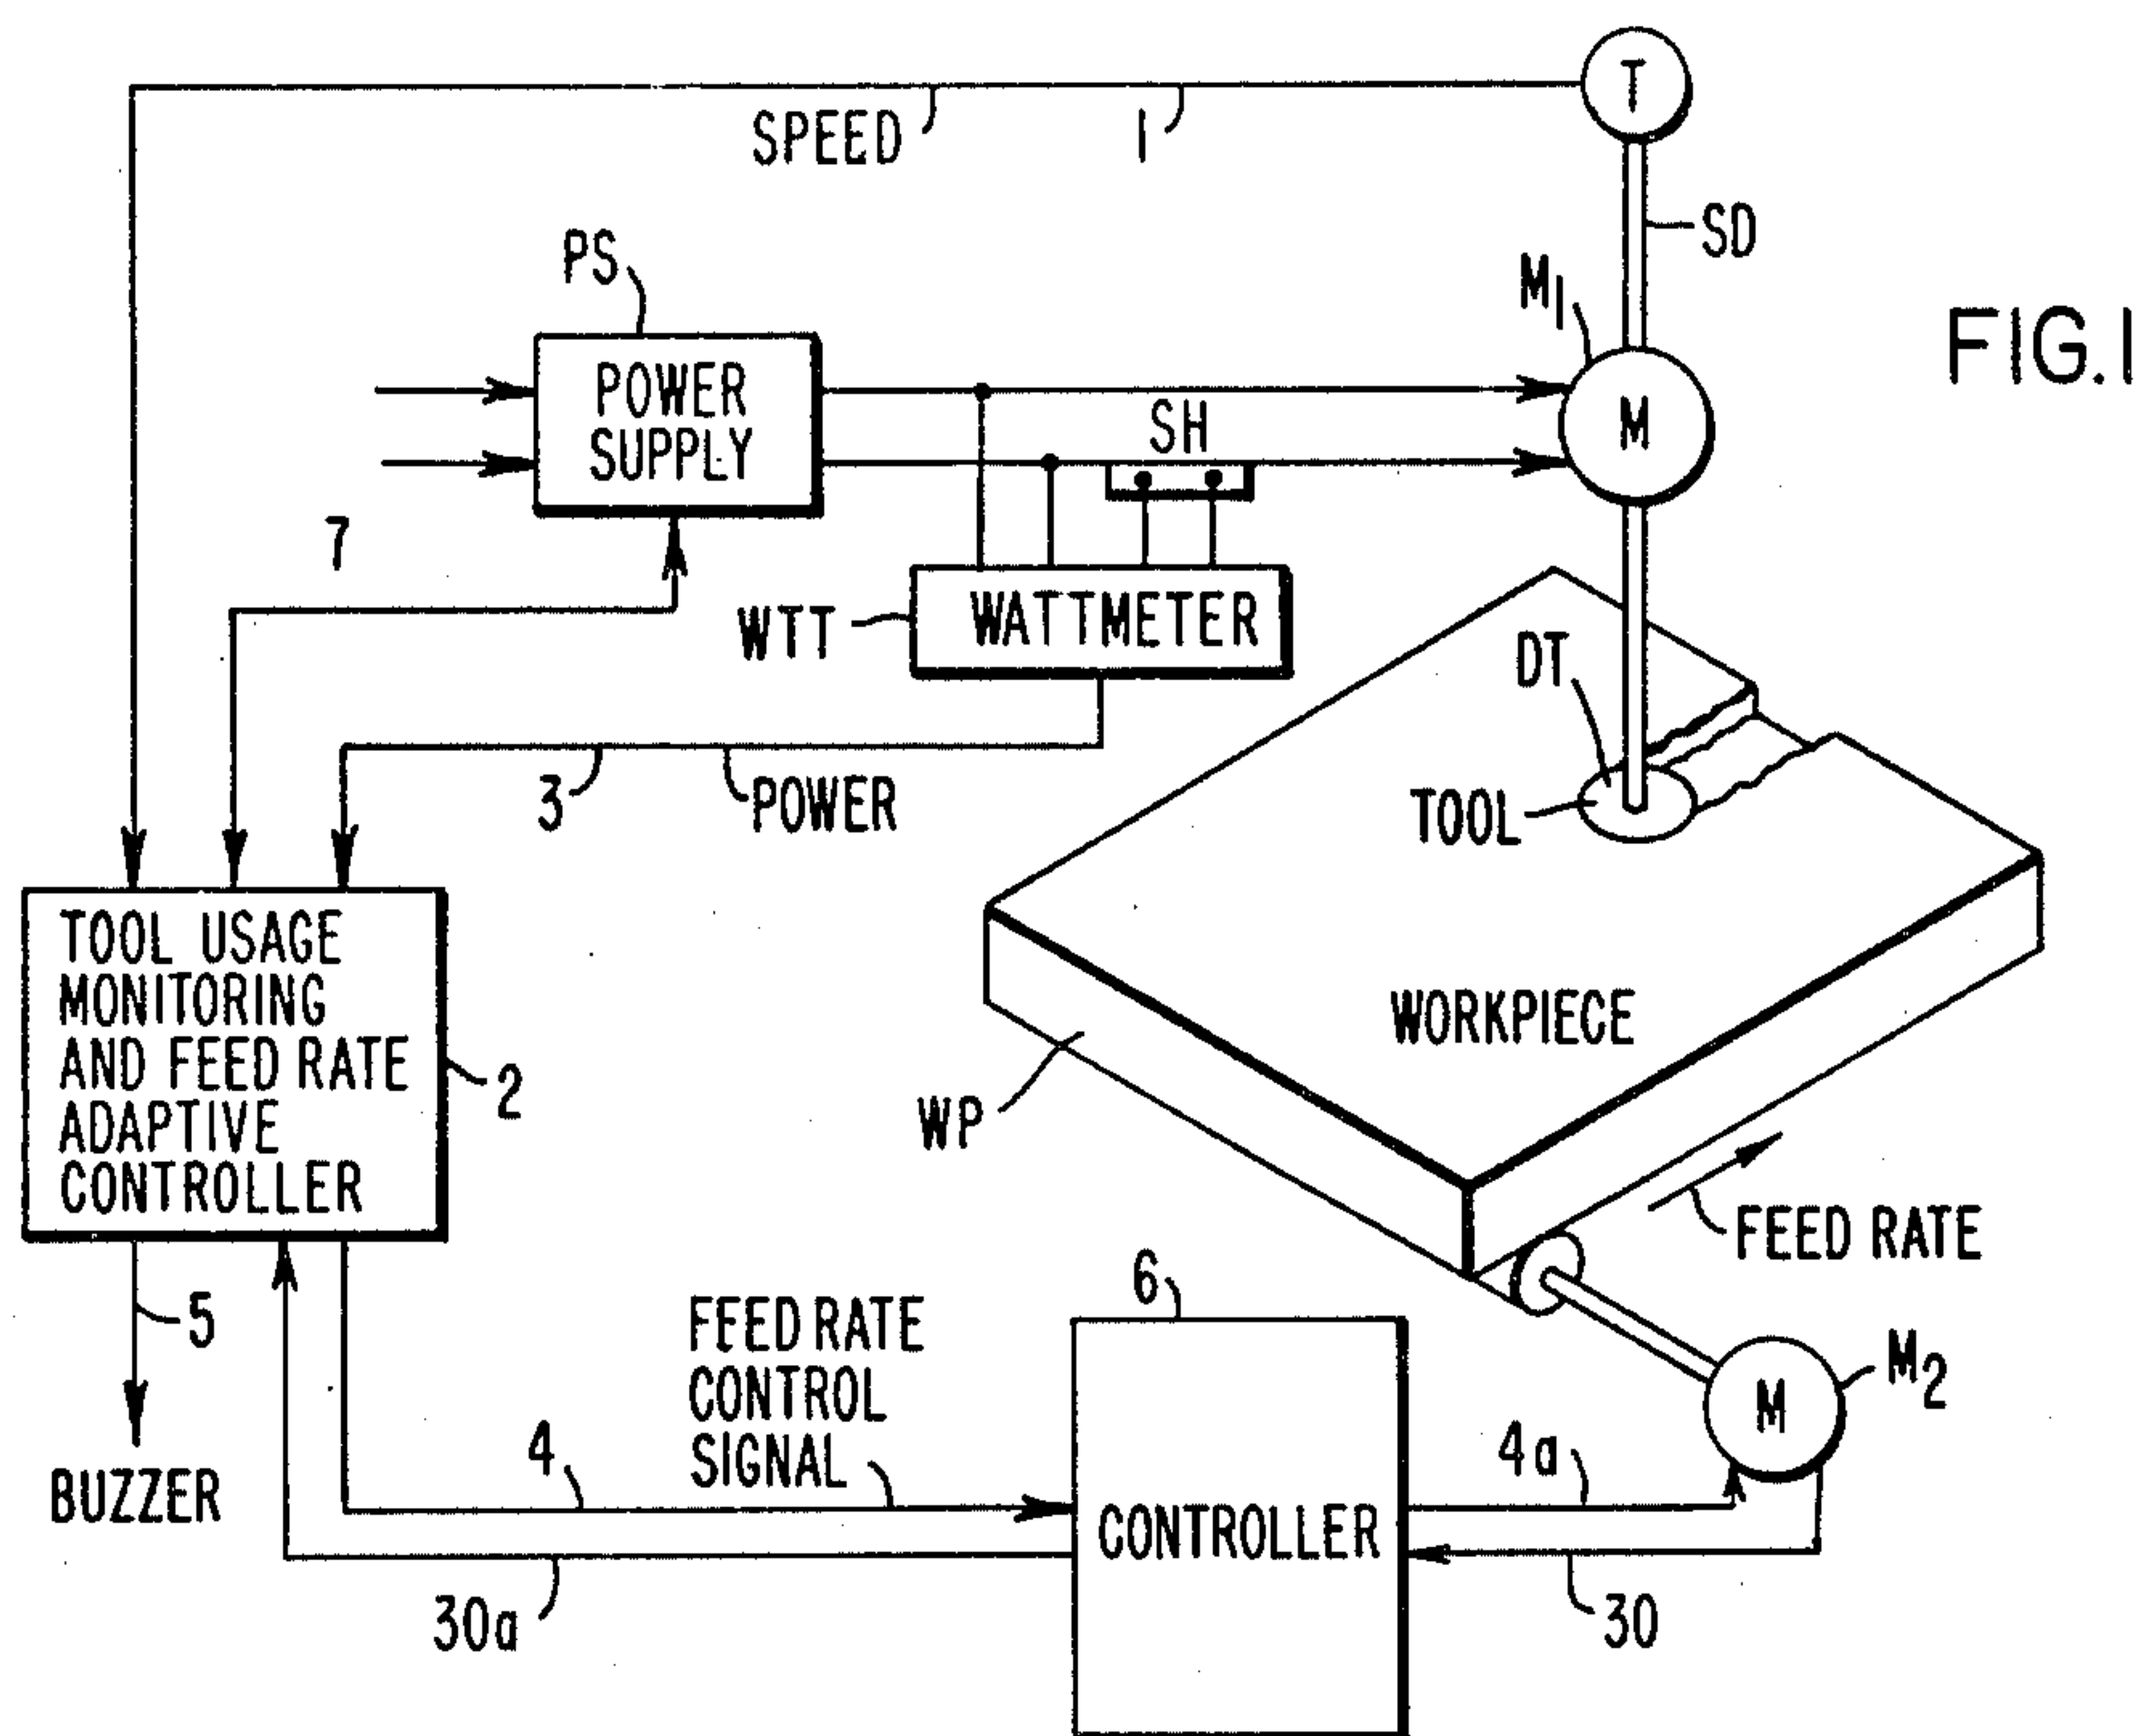 T
SPEED
1
SD
PS
M1
FIG.1
POWER
SUPPLY
SH
M
7
WTT
WATTMETER
DT
3
POWER
TOOL
TOOL USAGE
MONITORING
AND FEED RATE
ADAPTIVE
CONTROLLER
2
WORKPIECE
WP
FEED RATE
6
5
FEED RATE
CONTROL
SIGNAL
M2
M
4
4a
BUZZER
CONTROLLER
30a
30